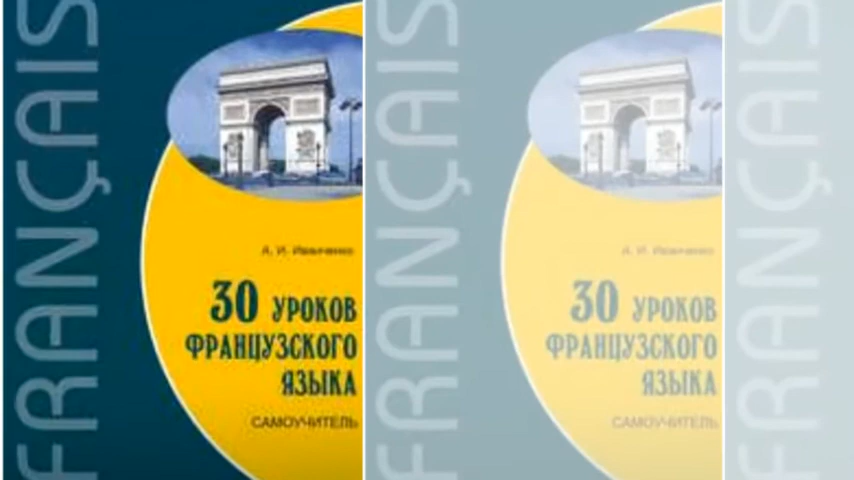 FRANÇAIS
А. И. Иванченко
30 УРОКОВ
ФРАНЦУЗСКОГО
ЯЗЫКА
САМОУЧИТЕЛЬ
FRANÇAIS
А. И. Иванченко
30 УРОКОВ
ФРАНЦУЗСКОГО
ЯЗЫКА
САМОУЧИТЕЛЬ
FRANÇAIS